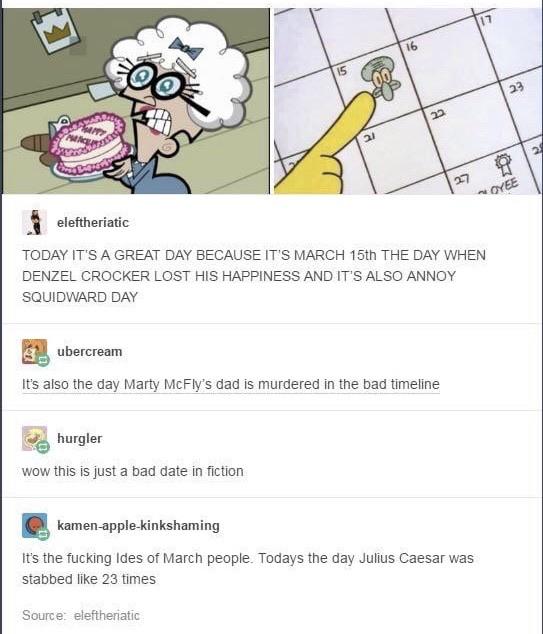 HAPPY
MARCH 15th
15
16
17
21
22
23
27
OYEE
eleftheriatic
TODAY IT'S A GREAT DAY BECAUSE IT'S MARCH 15th THE DAY WHEN
DENZEL CROCKER LOST HIS HAPPINESS AND IT'S ALSO ANNOY
SQUIDWARD DAY
ubercream
It's also the day Marty McFly's dad is murdered in the bad timeline
hurgler
wow this is just a bad date in fiction
kamen-apple-kinkshaming
It's the fucking Ides of March people. Todays the day Julius Caesar was
stabbed like 23 times
Source: eleftheriatic